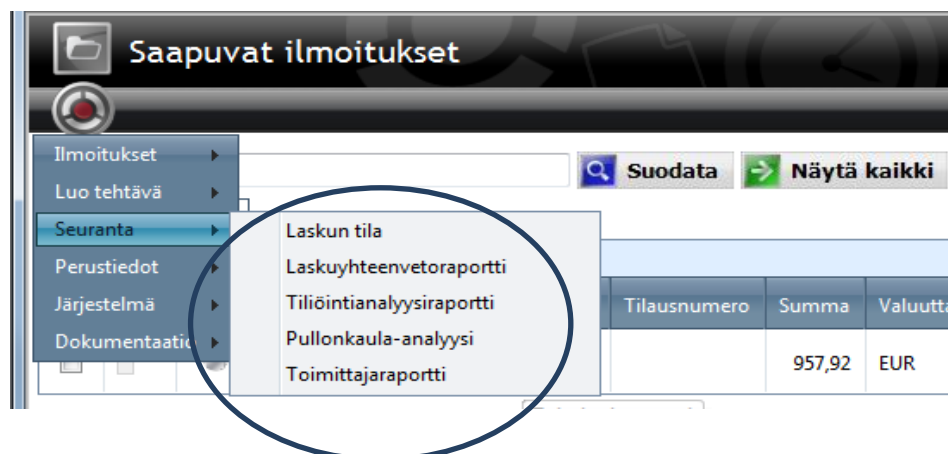 Saapuvat ilmoitukset
Ilmoitukset
Suodata Näytä kaikki
Luo tehtävä
Seuranta
Laskun tila
Perustiedot
Laskuyhteenvetoraportti
Järjestelmä
Tiliöintianalyysiraportti
Tilausnumero Summa Valuutta
Dokumentaatio
Pullonkaula-analyysi
957,92 EUR
Toimittajaraportti